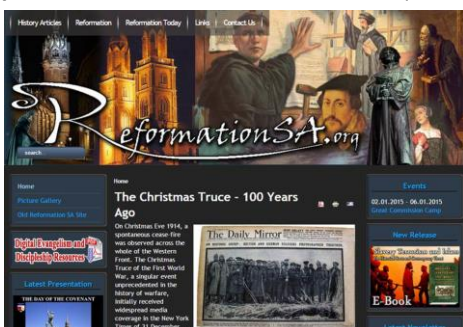 History Articles
Reformation
Reformation Today
Links
Contact Us
ReformationSA.org
search...
Home
Picture Gallery
Old Reformation SA Site
Digital Evangelism and
Discipleship Resources
Latest Presentation
THE DAY OF THE COVENANT
Home
The Christmas Truce - 100 Years
Ago
On Christmas Eve 1914, a
spontaneous cease-fire
was observed across the
whole of the Western
Front. The Christmas
Truce of the First World
War, a singular event
unprecedented in the
history of warfare,
initially received
widespread media
coverage in the New York
Times of 31 December
The Daily Mirror
Events
02.01.2015 - 06.01.2015
Great Commission Camp
New Release
Slavery Terrorism and Islam
E-Book